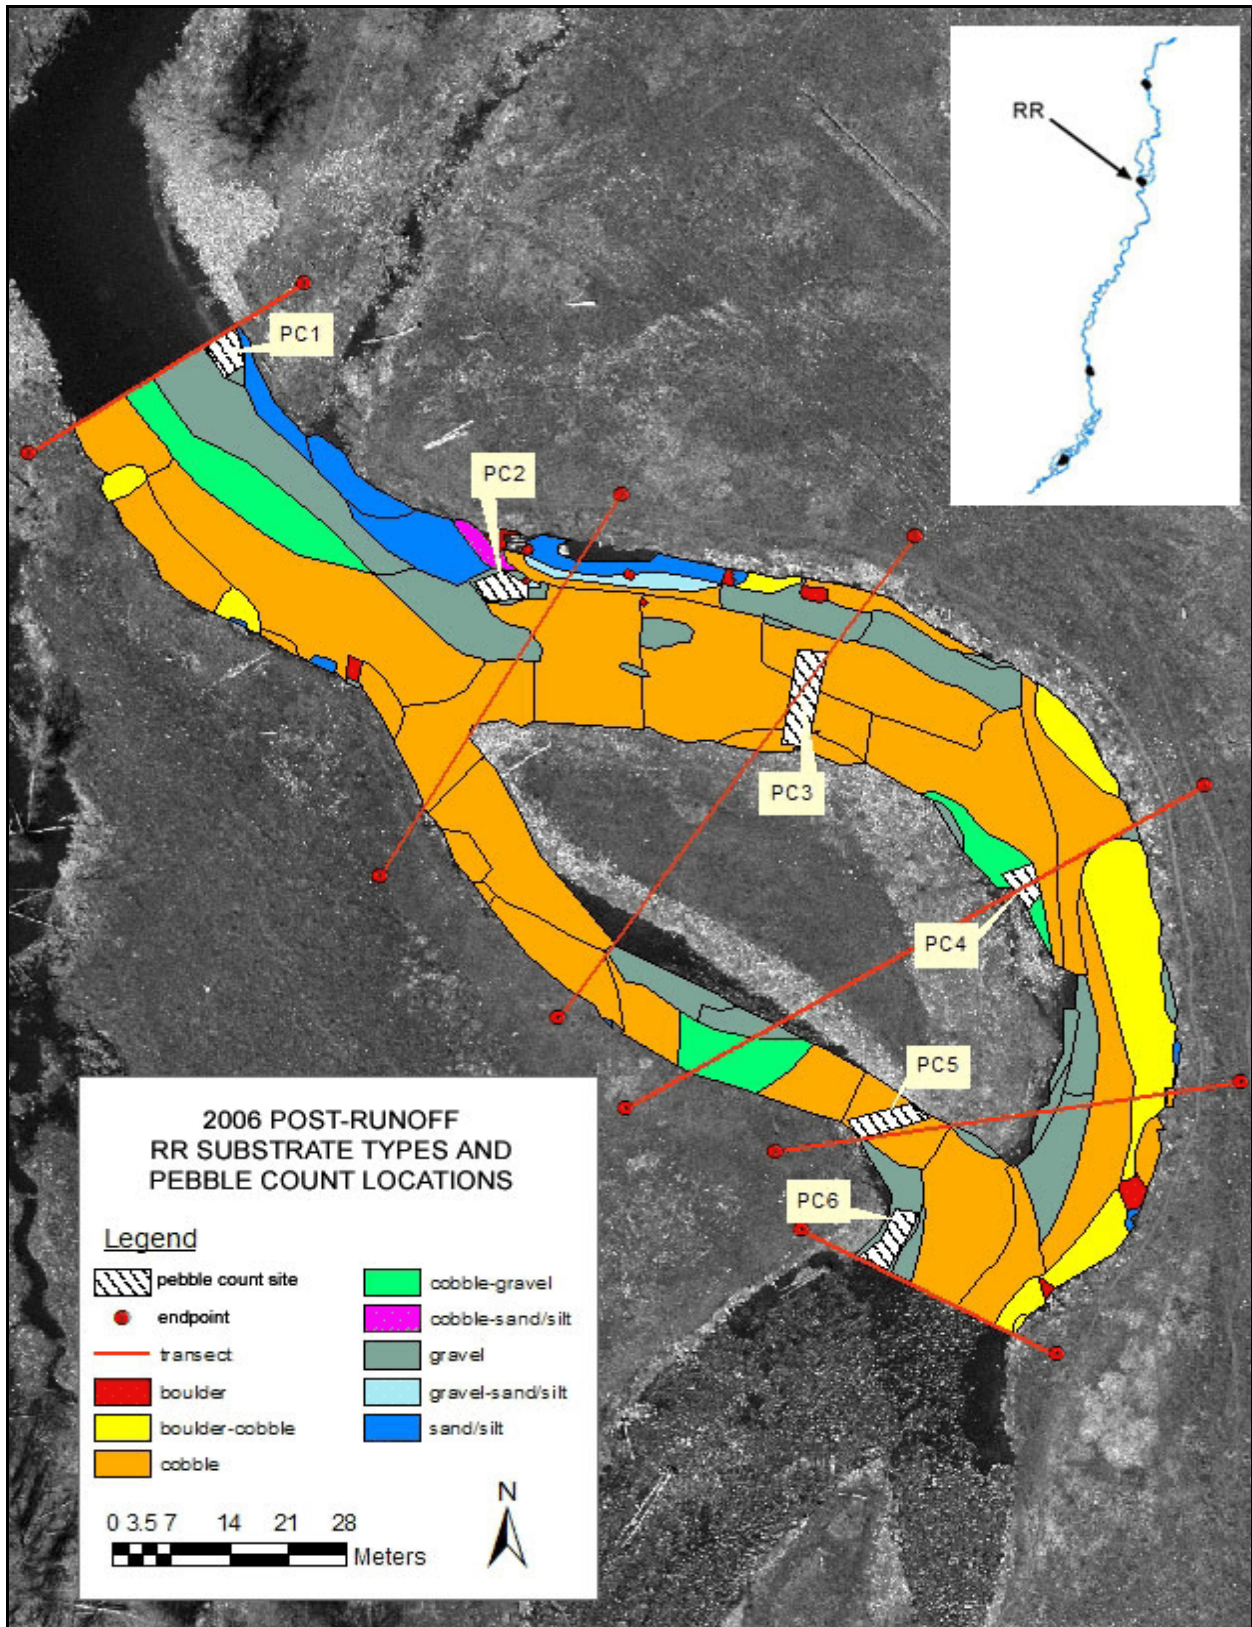 RR
PC1
PC2
PC3
PC4
PC5
PC6
2006 POST-RUNOFF
RR SUBSTRATE TYPES AND
PEBBLE COUNT LOCATIONS
Legend
pebble count site
endpoint
transect
boulder
boulder-cobble
cobble
cobble-gravel
cobble-sand/silt
gravel
gravel-sand/silt
sand/silt
N
0 3.5 7 14 21 28
Meters